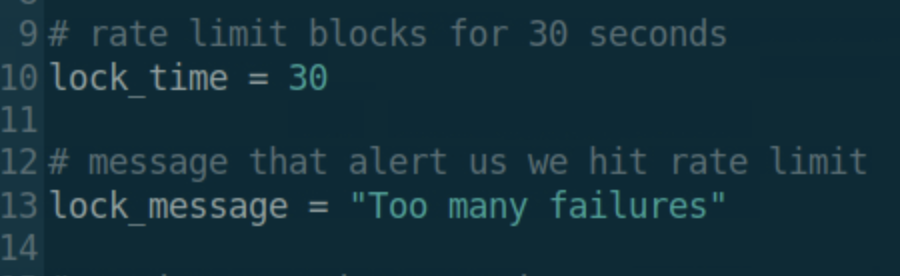 9 # rate limit blocks for 30 seconds
10 lock_time = 30
11
12 # message that alert us we hit rate limit
13 lock_message = "Too many failures"
14